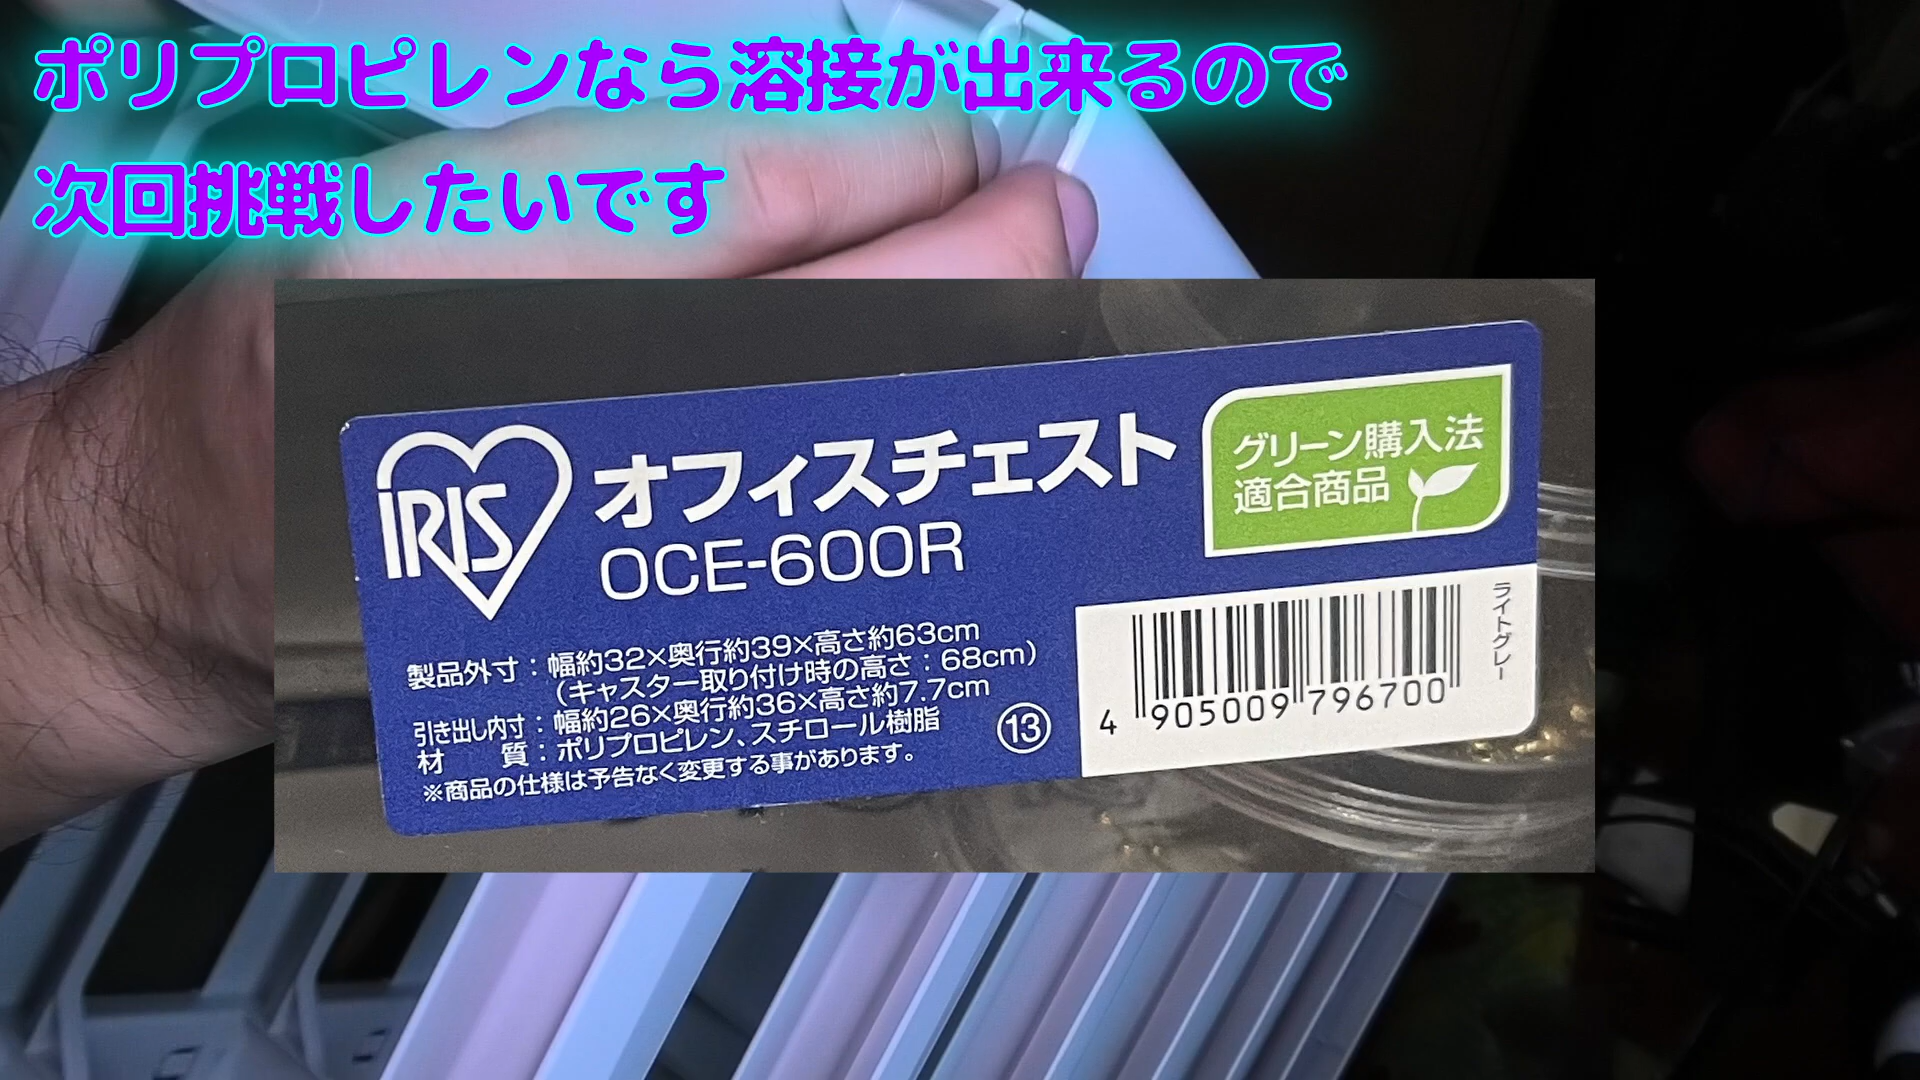 ポリプロピレンなら溶接が出来るので
次回挑戦したいです
IRIS
オフィスチェスト
OCE-600R
グリーン購入法
適合商品
製品外寸：幅約32×奥行約39×高さ約63cm
（キャスター取り付け時の高さ：68cm）
引き出し内寸：幅約26×奥行約36×高さ約7.7cm
材　質：ポリプロピレン、スチロール樹脂
※商品の仕様は予告なく変更する事があります。
⑬
ライトグレー
4 905009 796700